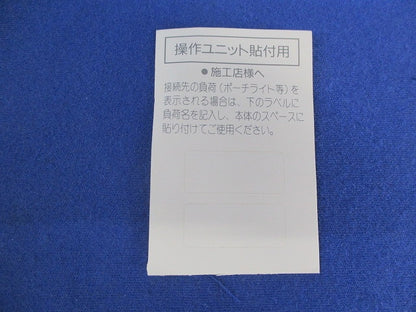 操作ユニット貼付用
●施工店様へ
接続先の負荷(ポーチライト等)を
表示される場合は、下のラベルに
負荷名を記入し、本体のスペースに
貼り付けてご使用ください。